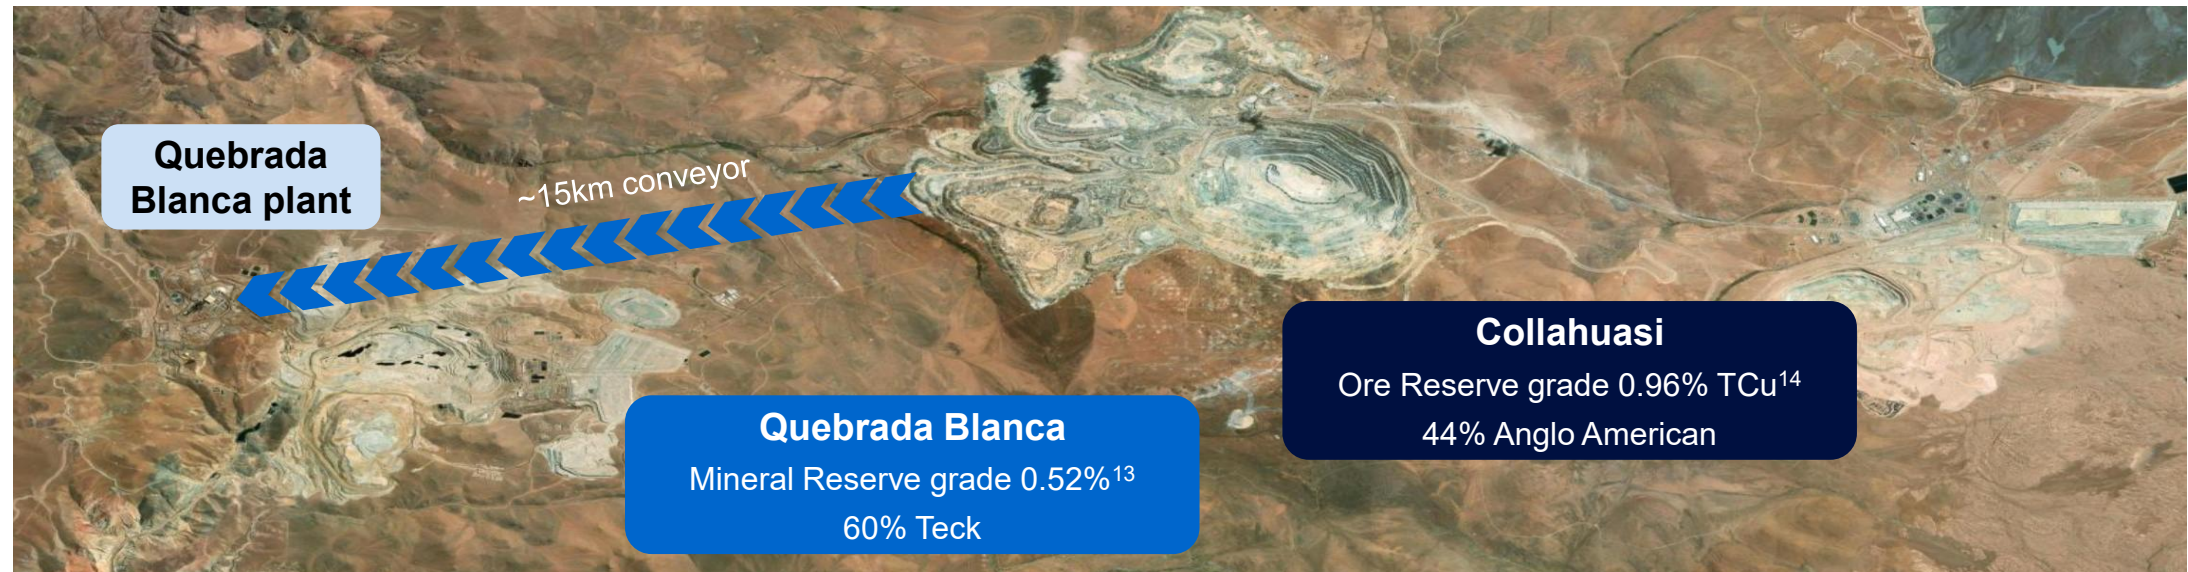 Quebrada
Blanca plant
~15km conveyor
Quebrada Blanca
Mineral Reserve grade 0.52%¹³
60% Teck
Collahuasi
Ore Reserve grade 0.96% TCu¹⁴
44% Anglo American